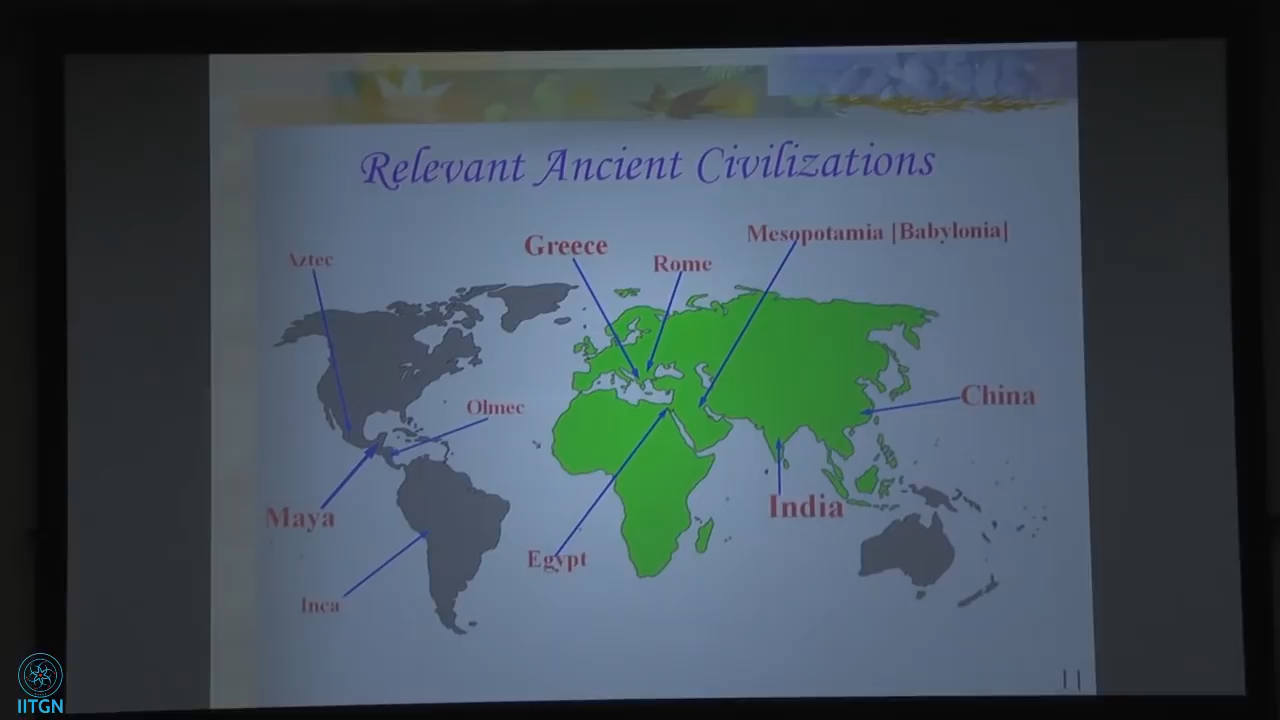 Relevant Ancient Civilizations
Mesopotamia |Babylonia|
Greece
Rome
Aztec
China
Olmec
India
Maya
Egypt
Inca
11
IITGN